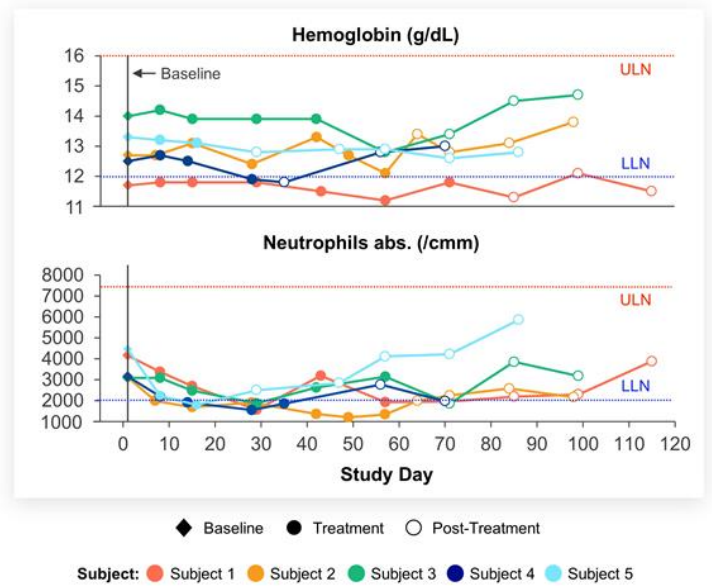 Hemoglobin (g/dL)
16
ULN
Baseline
15
14
13
LLN
12
11
Neutrophils abs. (/cmm)
8000
7000
ULN
6000
5000
4000
3000
LLN
2000
1000
0 10 20 30 40 50 60 70 80 90 100 110 120
Study Day
Baseline Treatment Post-Treatment
Subject: Subject 1 Subject 2 Subject 3 Subject 4 Subject 5